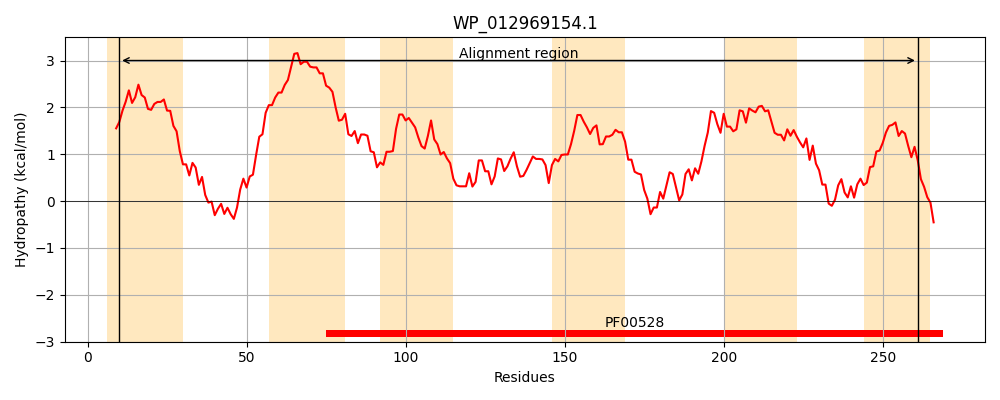 WP_012969154.1
Alignment region
3
2
1
0
−1
−2
−3
Hydropathy (kcal/mol)
PF00528
0
50
100
150
200
250
Residues